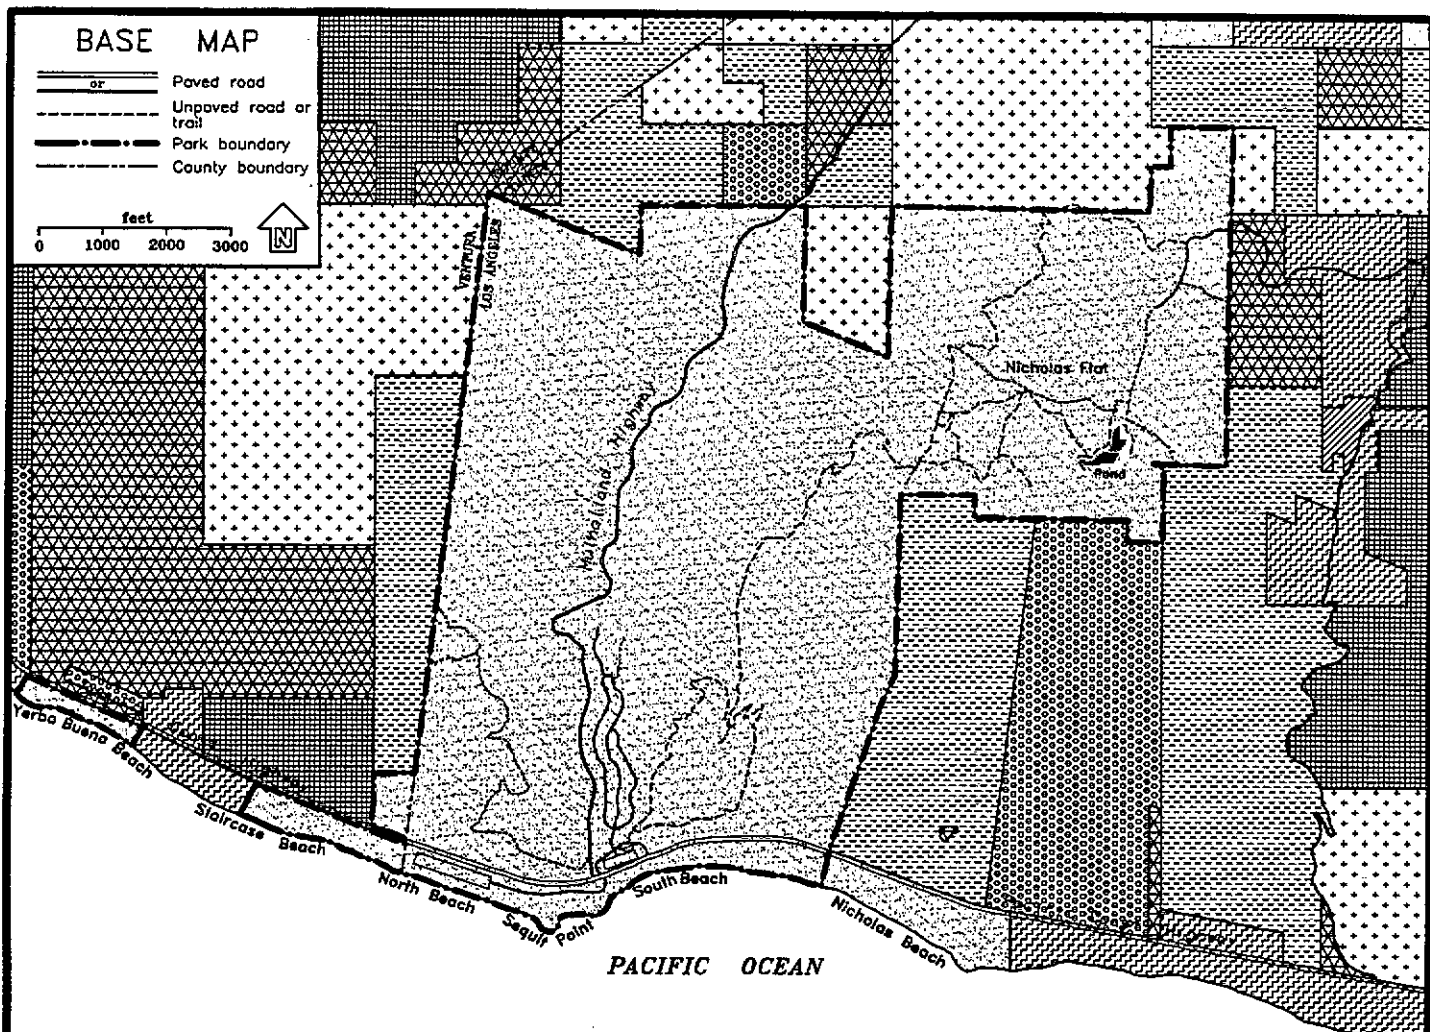 BASE MAP
or
Paved road
Unpaved road or
trail
Park boundary
County boundary
feet
0 1000 2000 3000
N
VENTURA
LOS ANGELES
Mulholland Highway
Nicholas Flat
Pond
Yerba Buena Beach
Staircase Beach
North Beach
Sequit Point
South Beach
Nicholas Beach
PACIFIC OCEAN